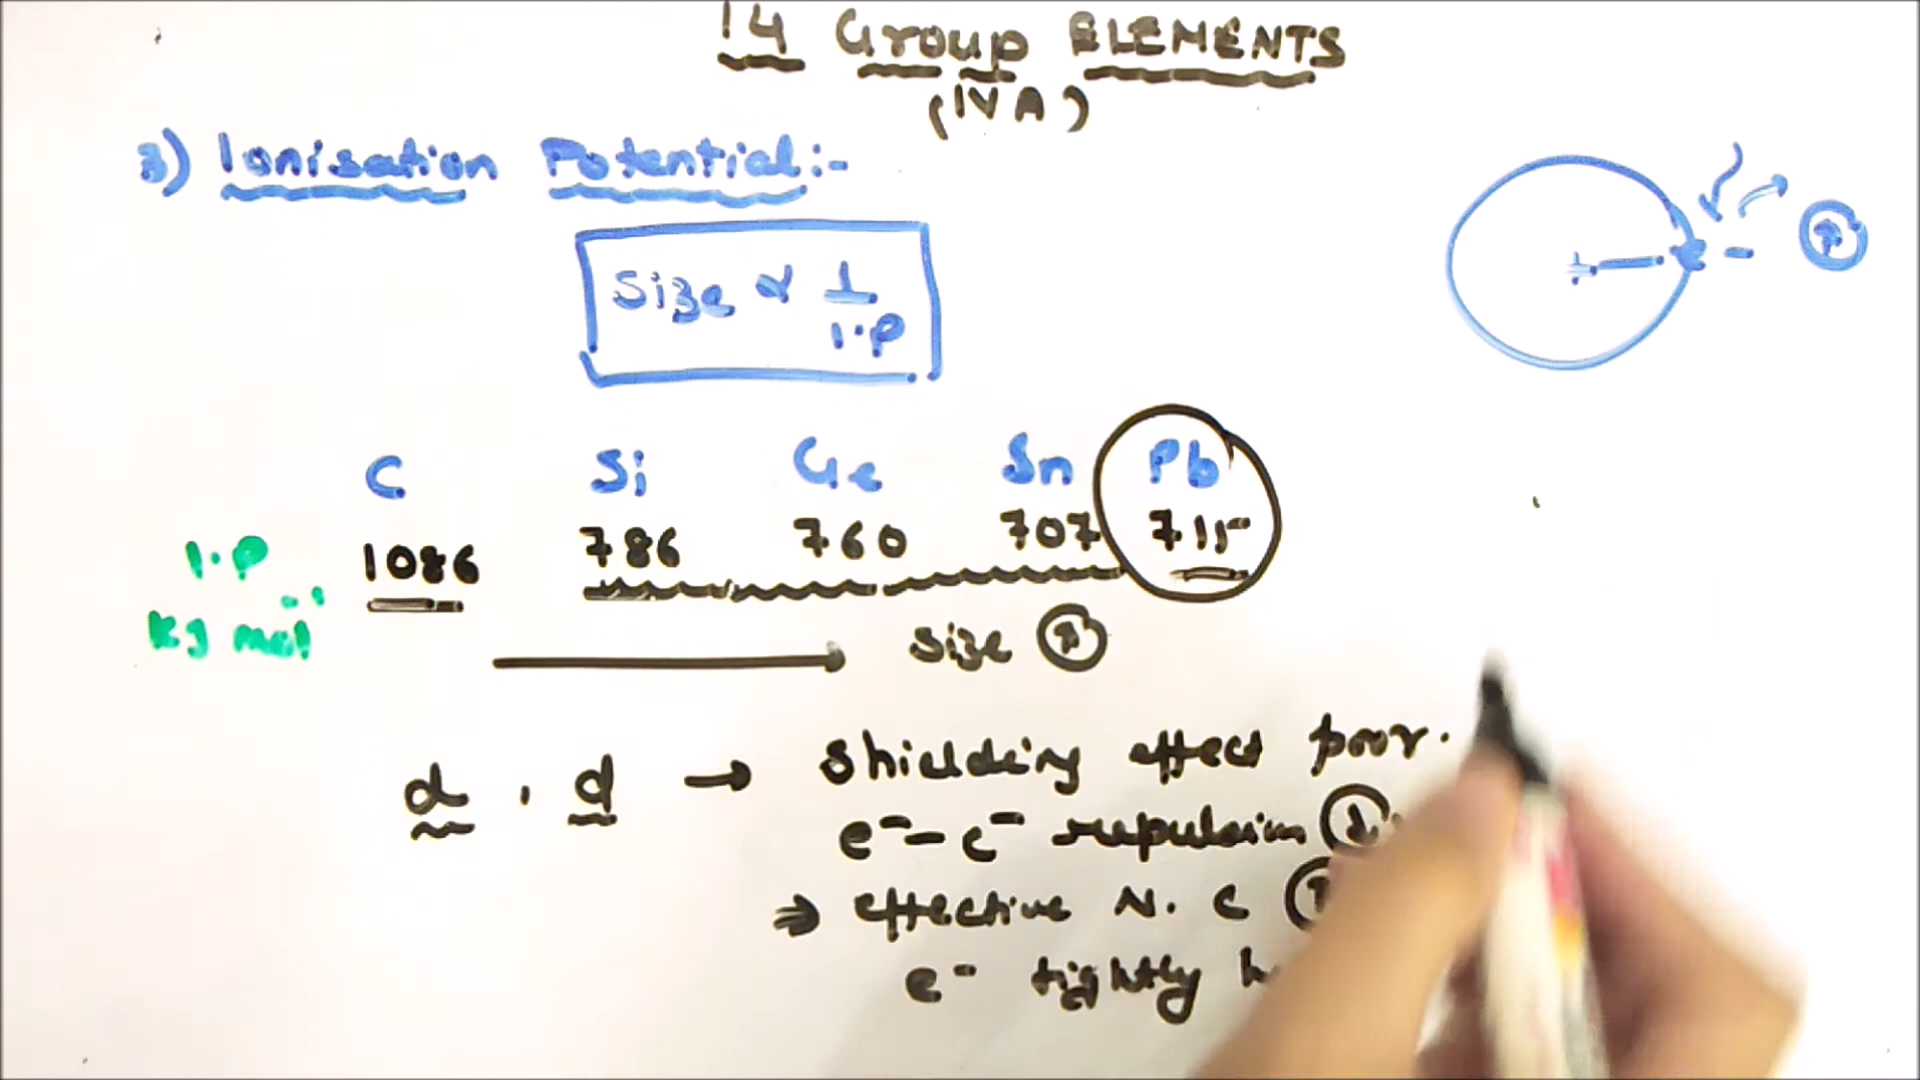 14 Group ELEMENTS
(IVA)
3) Ionisation Potential:-
Size ∝ 1/I.P
+ e -
↑
C Si Ge Sn Pb
I.P 1086 786 760 707 715
kJ mol⁻¹
Size ↑
d . d → Shielding effect poor.
e⁻ – e⁻ repulsion
⇒ effective N. C
e⁻ tightly